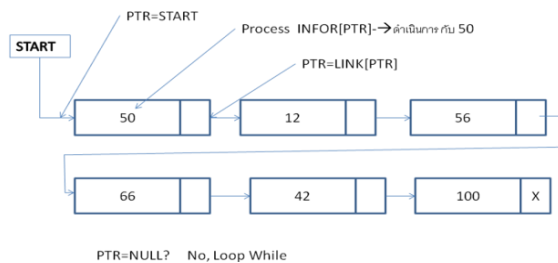 PTR=START
Process INFOR[PTR]-→ดำเนินการ กับ 50
START
PTR=LINK[PTR]
50 12 56
66 42 100 X
PTR=NULL? No, Loop While